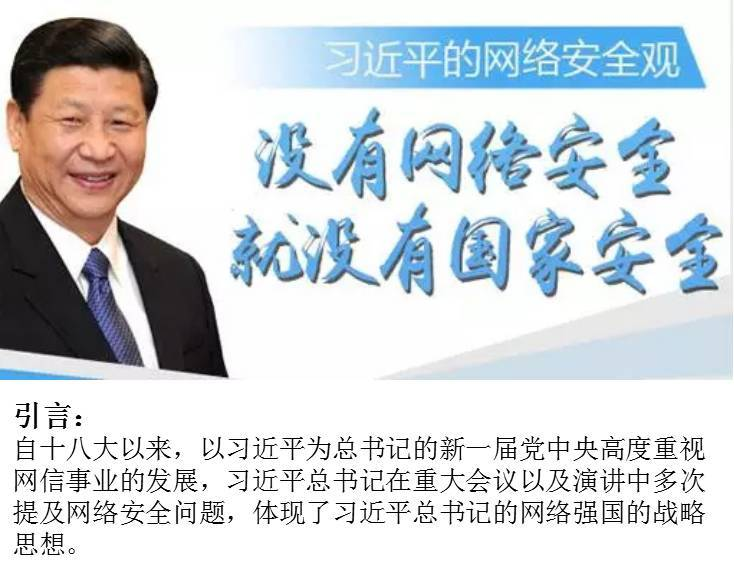 习近平的网络安全观
没有网络安全
就没有国家安全
引言：
自十八大以来，以习近平为总书记的新一届党中央高度重视
网信事业的发展，习近平总书记在重大会议以及演讲中多次
提及网络安全问题，体现了习近平总书记的网络强国的战略
思想。